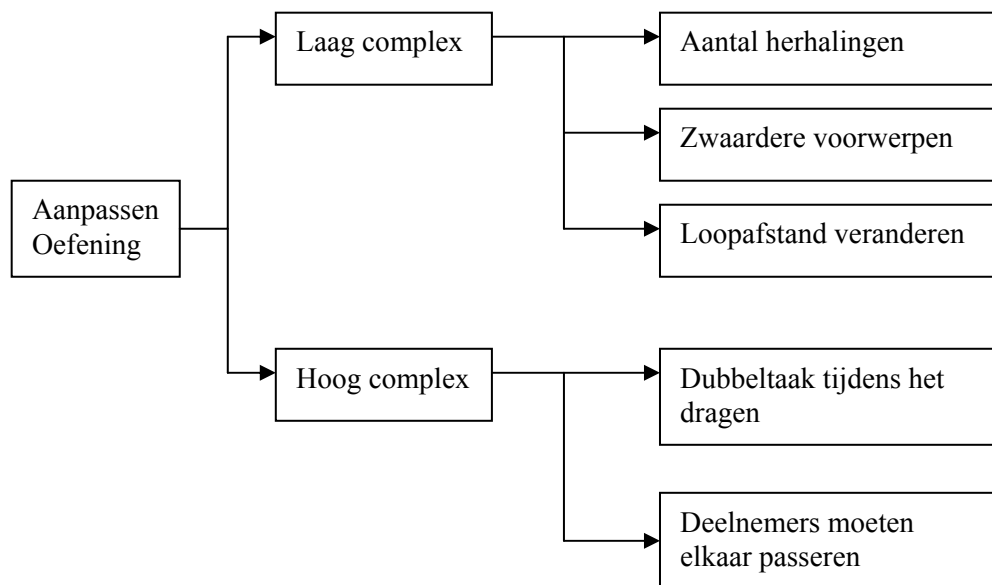 Laag complex
Aantal herhalingen
Zwaardere voorwerpen
Aanpassen
Oefening
Loopafstand veranderen
Hoog complex
Dubbeltaak tijdens het
dragen
Deelnemers moeten
elkaar passeren